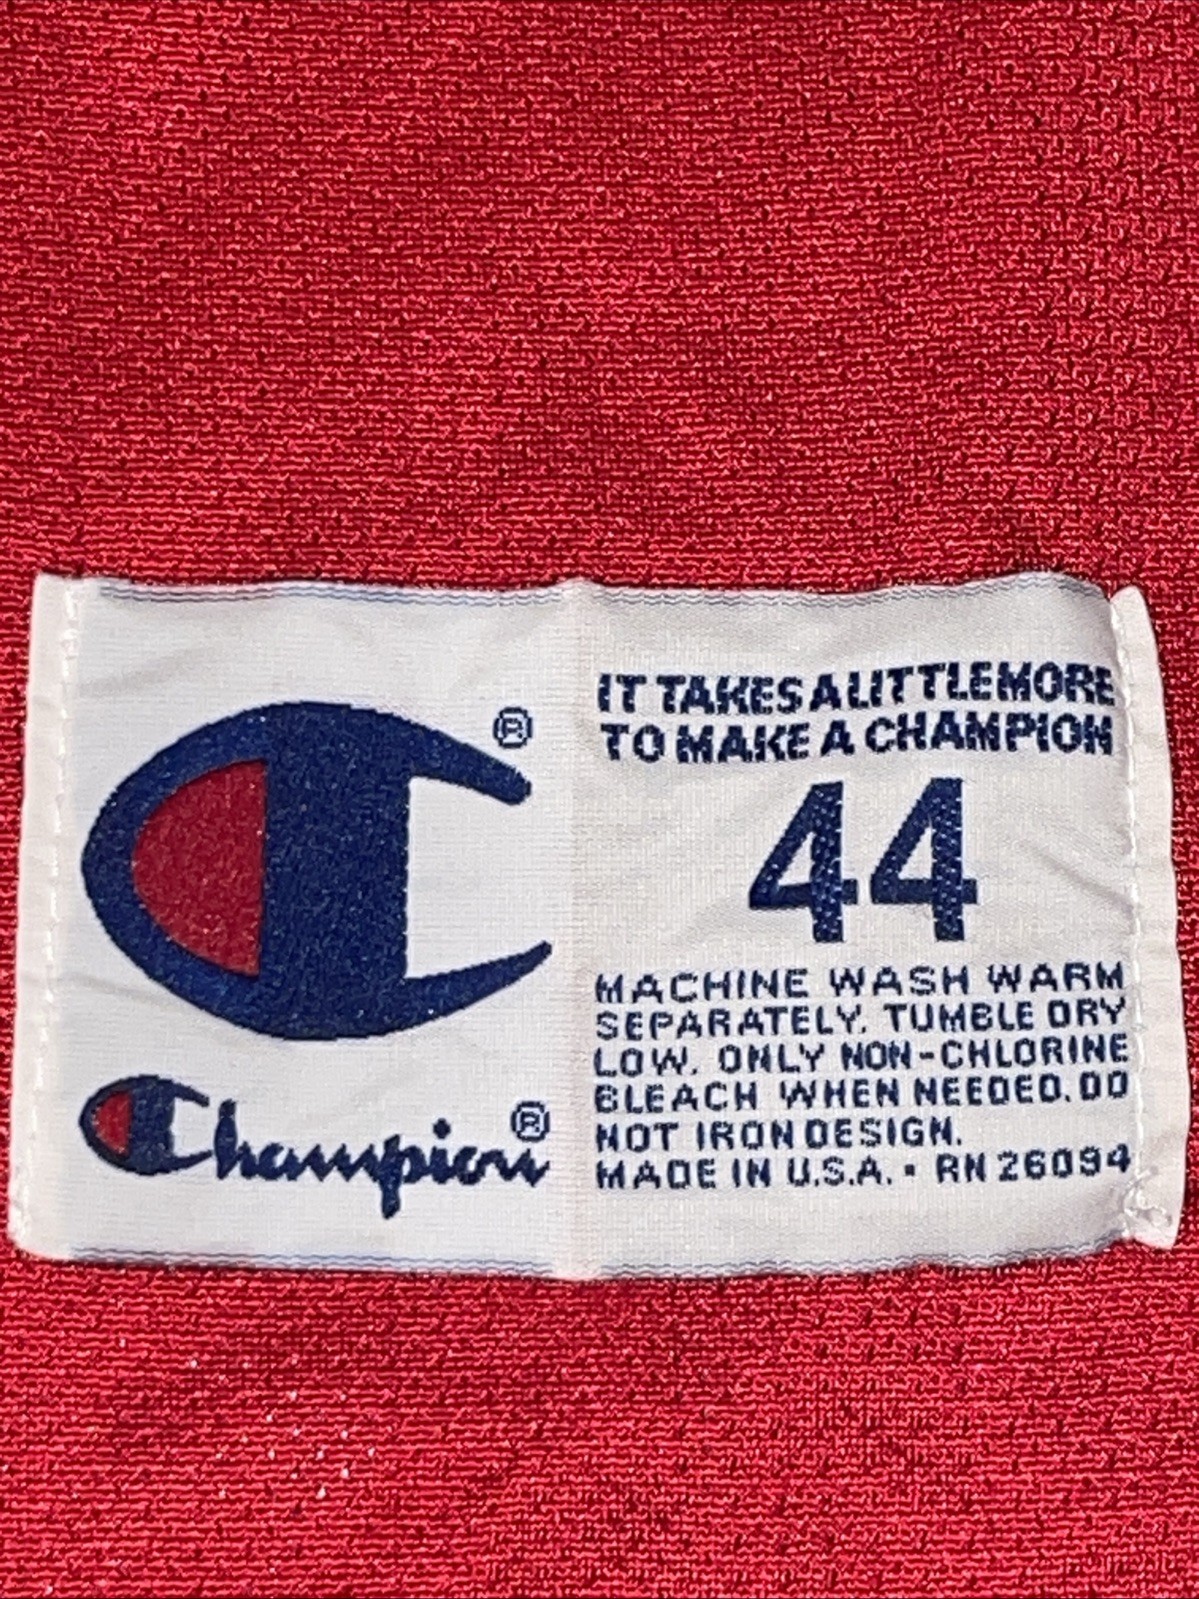 ®
Champion®
IT TAKES A LITTLE MORE
TO MAKE A CHAMPION
44
MACHINE WASH WARM
SEPARATELY. TUMBLE DRY
LOW. ONLY NON-CHLORINE
BLEACH WHEN NEEDED. DO
NOT IRON DESIGN.
MADE IN U.S.A. • RN 26094